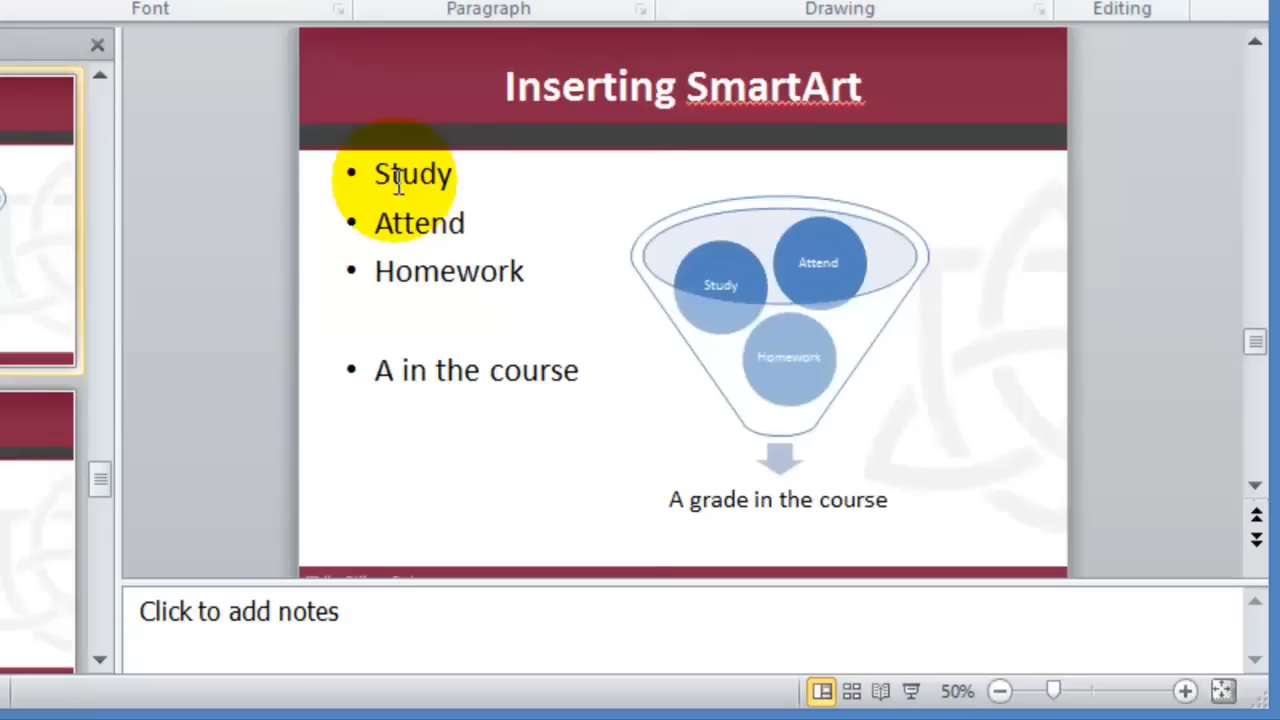 Font Paragraph Drawing Editing
Inserting SmartArt
• Study
• Attend
• Homework
• A in the course
Attend
Study
Homework
A grade in the course
Click to add notes
50%